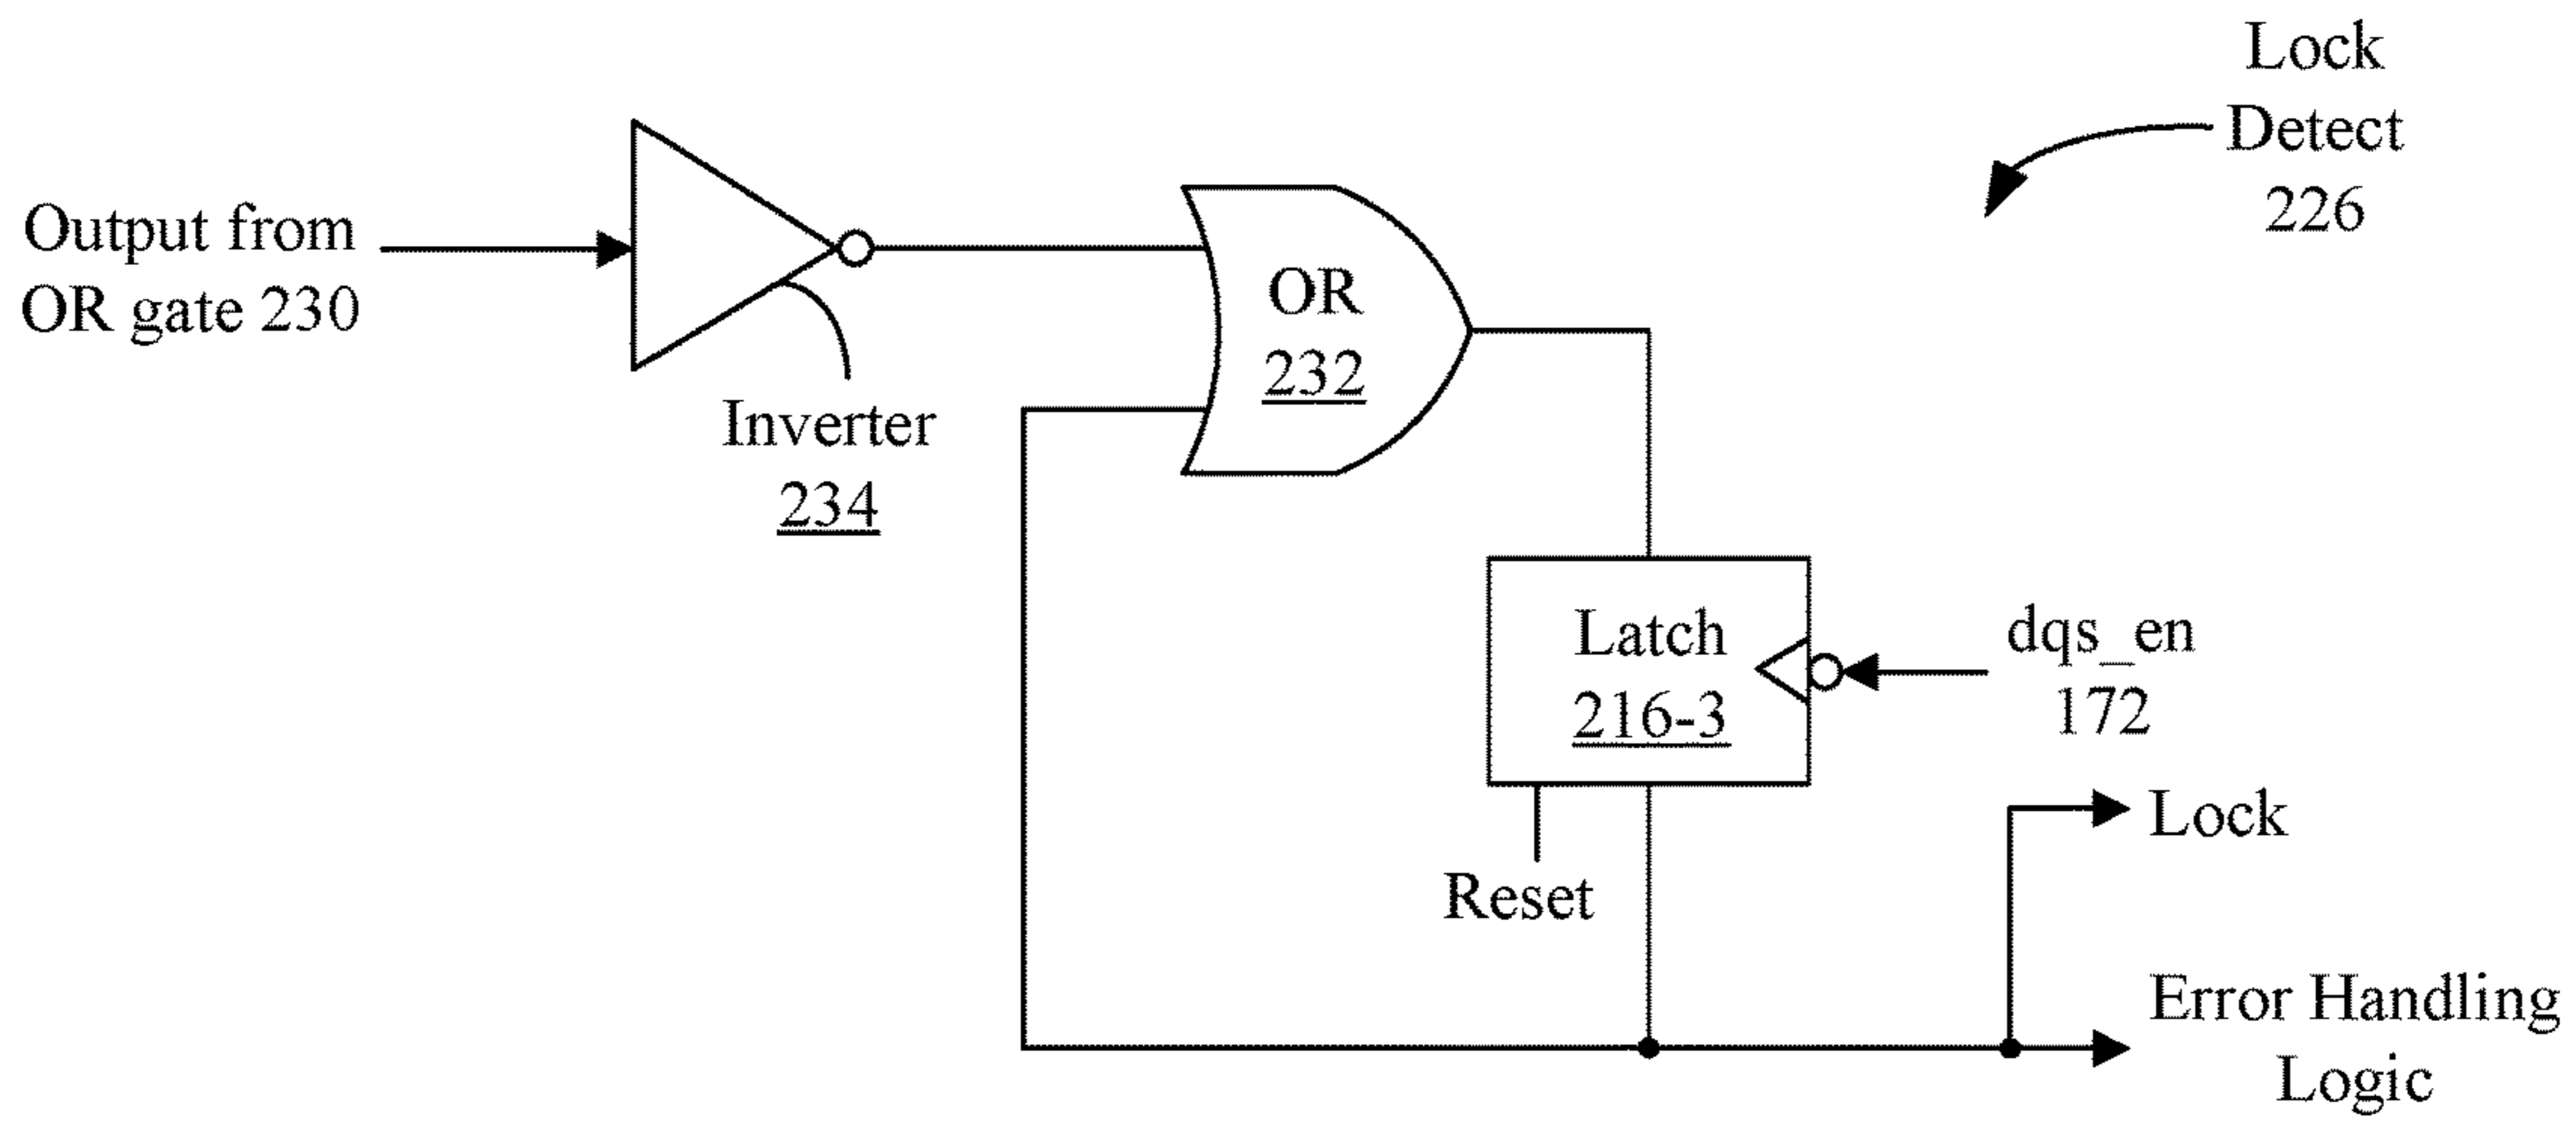 Lock
Detect
226
Output from
OR gate 230
OR
232
Inverter
234
Latch
216-3
dqs_en
172
Lock
Reset
Error Handling
Logic